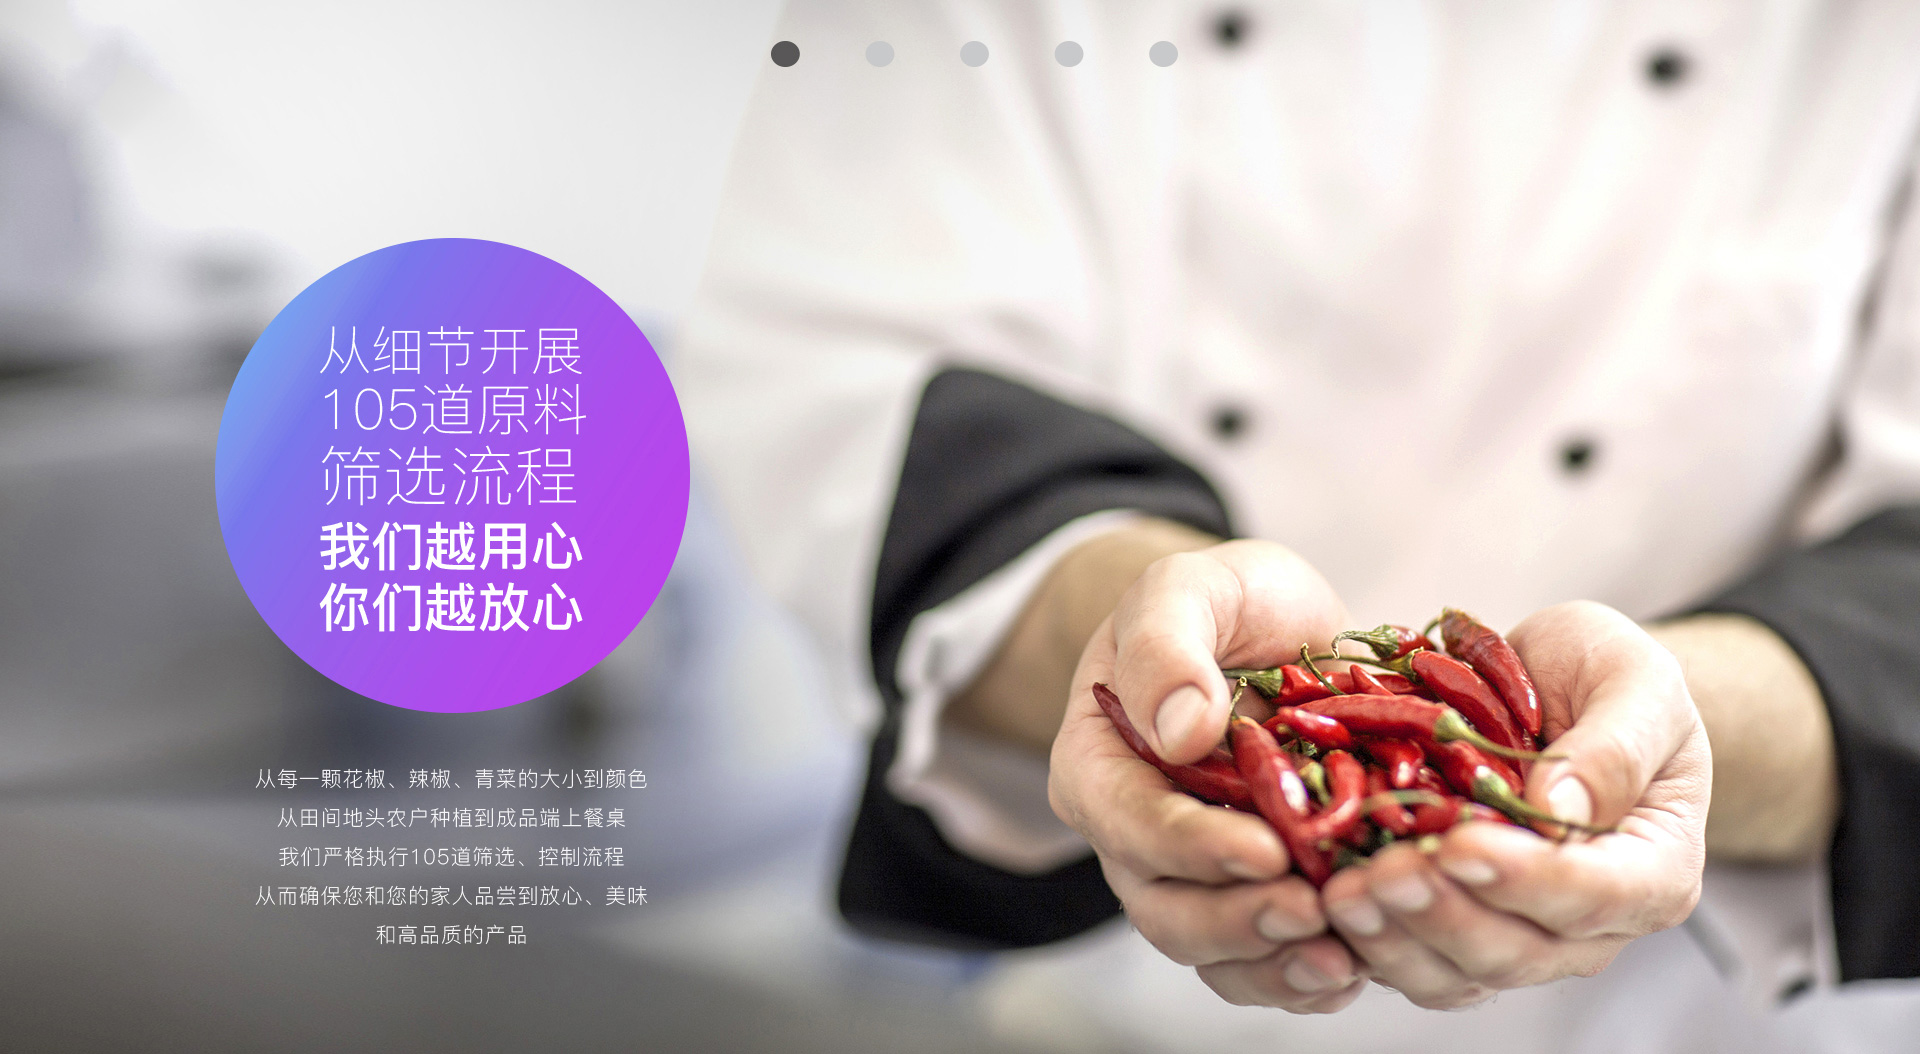 从细节开展
105道原料
筛选流程
我们越用心
你们越放心
从每一颗花椒、辣椒、青菜的大小到颜色
从田间地头农户种植到成品端上餐桌
我们严格执行105道筛选、控制流程
从而确保您和您的家人品尝到放心、美味
和高品质的产品